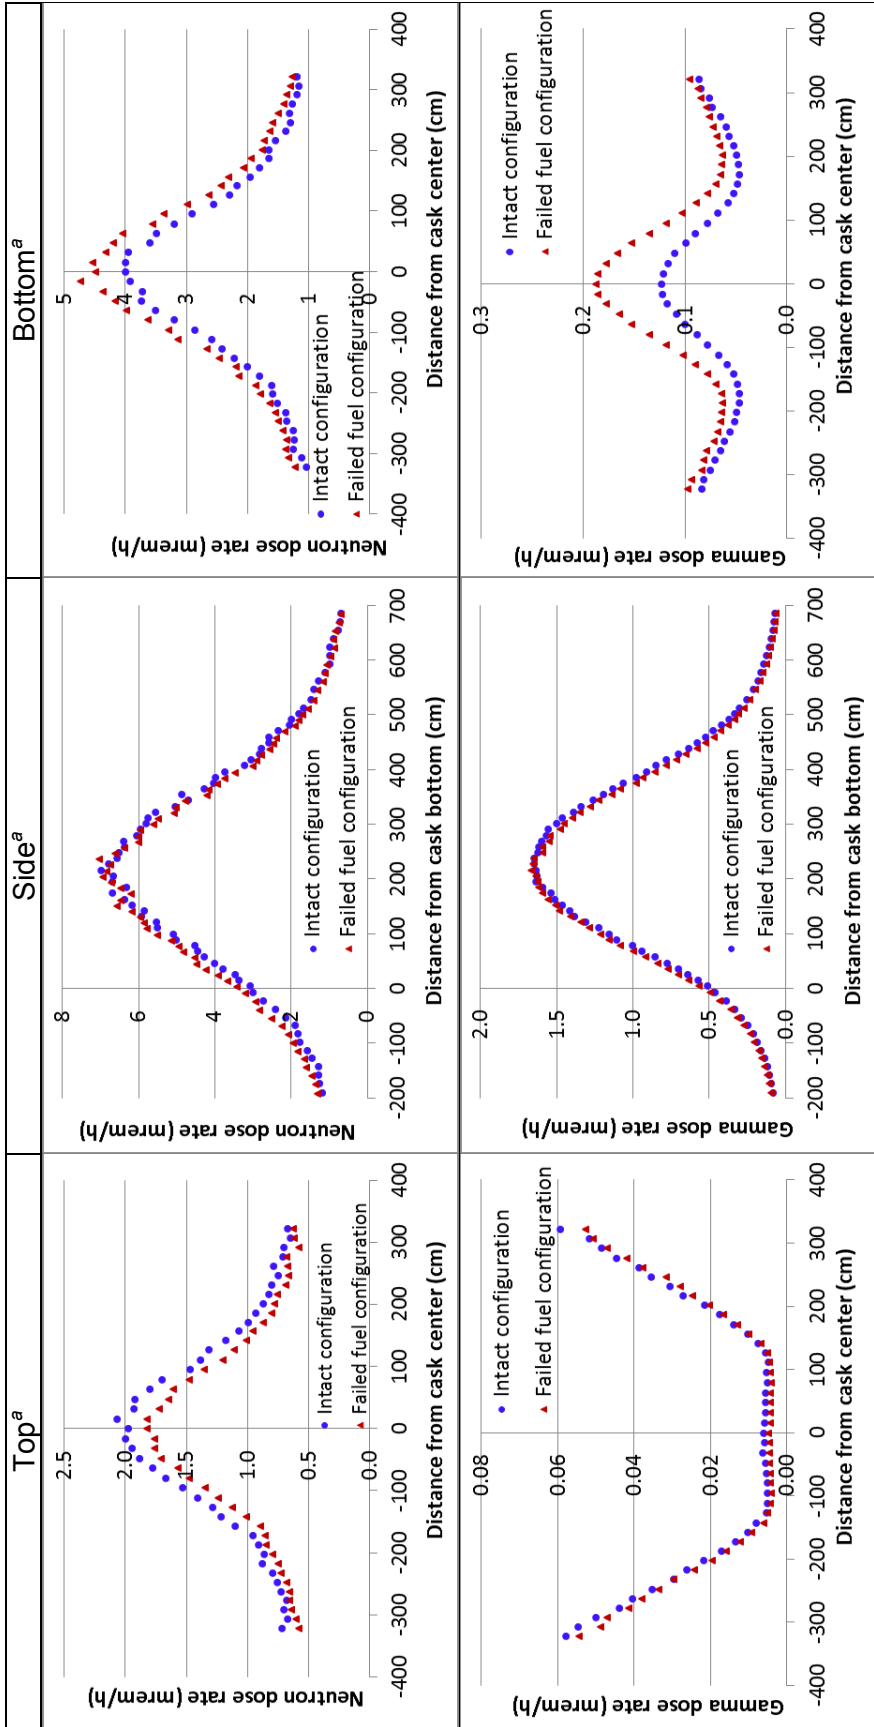 Topᵃ
Sideᵃ
Bottomᵃ
Neutron dose rate (mrem/h)
2.5
2.0
1.5
1.0
0.5
0.0
-400 -300 -200 -100 0 100 200 300 400
Distance from cask center (cm)
Intact configuration
Failed fuel configuration
Neutron dose rate (mrem/h)
8
6
4
2
0
-200 -100 0 100 200 300 400 500 600 700
Distance from cask bottom (cm)
Intact configuration
Failed fuel configuration
Neutron dose rate (mrem/h)
5
4
3
2
1
0
-400 -300 -200 -100 0 100 200 300 400
Distance from cask center (cm)
Intact configuration
Failed fuel configuration
Gamma dose rate (mrem/h)
0.08
0.06
0.04
0.02
0.00
-400 -300 -200 -100 0 100 200 300 400
Distance from cask center (cm)
Intact configuration
Failed fuel configuration
Gamma dose rate (mrem/h)
2.0
1.5
1.0
0.5
0.0
-200 -100 0 100 200 300 400 500 600 700
Distance from cask bottom (cm)
Intact configuration
Failed fuel configuration
Gamma dose rate (mrem/h)
0.3
0.2
0.1
0.0
-400 -300 -200 -100 0 100 200 300 400
Distance from cask center (cm)
Intact configuration
Failed fuel configuration